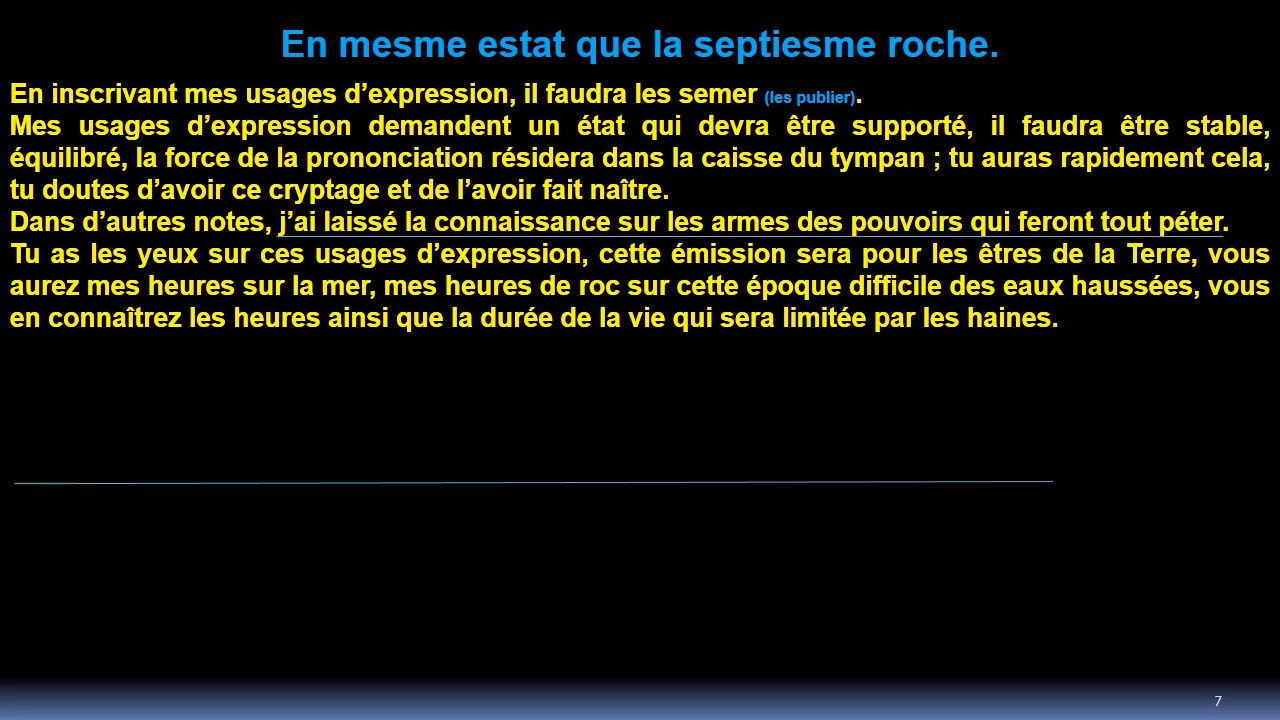 En mesme estat que la septiesme roche.
En inscrivant mes usages d’expression, il faudra les semer (les publier).
Mes usages d’expression demandent un état qui devra être supporté, il faudra être stable,
équilibré, la force de la prononciation résidera dans la caisse du tympan ; tu auras rapidement cela,
tu doutes d’avoir ce cryptage et de l’avoir fait naître.
Dans d’autres notes, j’ai laissé la connaissance sur les armes des pouvoirs qui feront tout péter.
Tu as les yeux sur ces usages d’expression, cette émission sera pour les êtres de la Terre, vous
aurez mes heures sur la mer, mes heures de roc sur cette époque difficile des eaux haussées, vous
en connaîtrez les heures ainsi que la durée de la vie qui sera limitée par les haines.
7